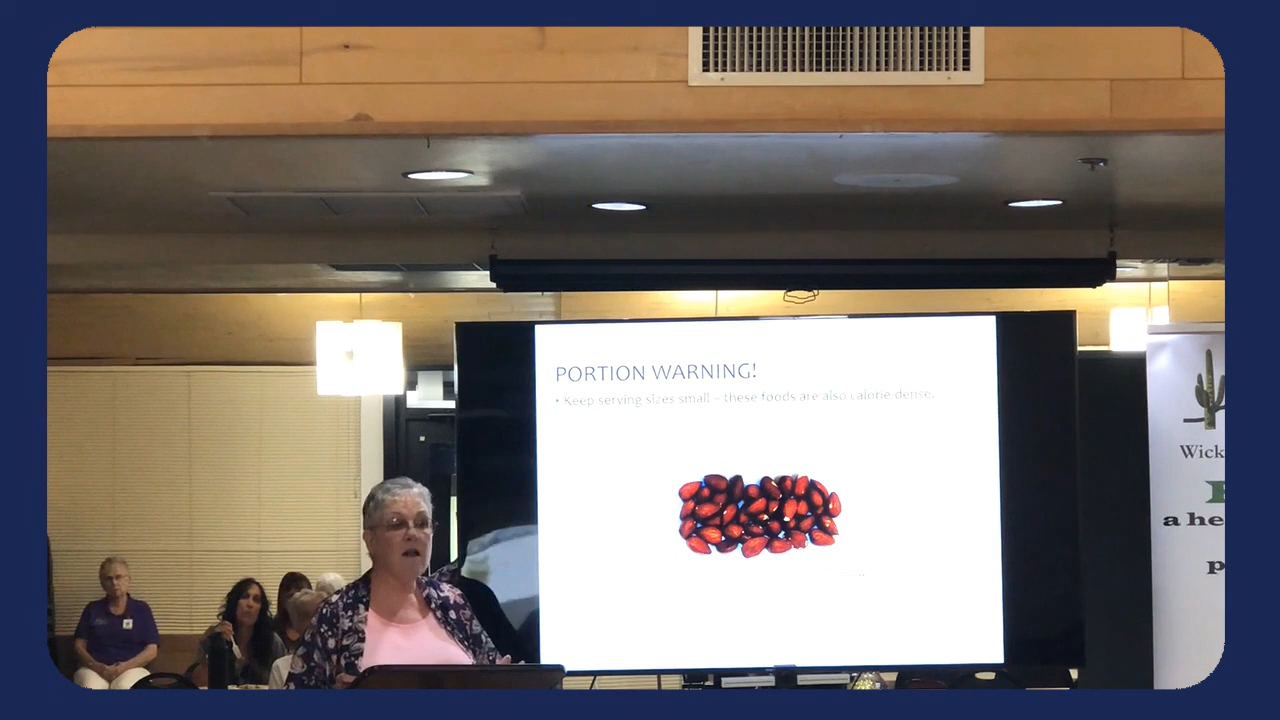 PORTION WARNING!
• Keep serving sizes small – these foods are also calorie dense.
Wick
a he
p